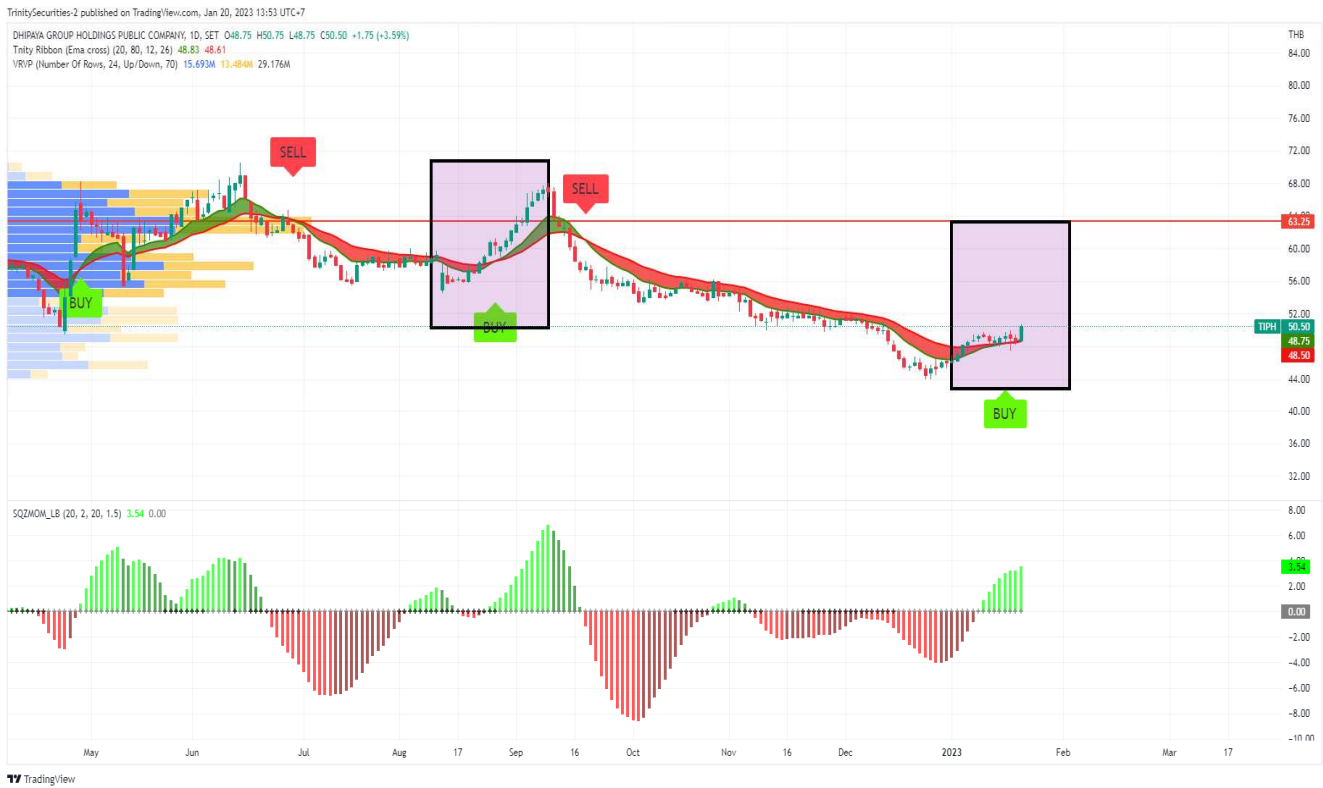 TrinitySecurities-2 published on TradingView.com, Jan 20, 2023 13:53 UTC+7
DHIPAYA GROUP HOLDINGS PUBLIC COMPANY, 1D, SET O48.75 H50.75 L48.75 C50.50 +1.75 (+3.59%)
Tnity Ribbon (Ema cross) (20, 80, 12, 26) 48.83 48.61
VRVP (Number Of Rows, 24, Up/Down, 70) 15.693M 13.484M 29.176M
THB
84.00
80.00
76.00
72.00
68.00
63.25
60.00
56.00
52.00
TIPH 50.50
48.75
48.50
44.00
40.00
36.00
32.00
SELL
SELL
BUY
BUY
BUY
SQZMOM_LB (20, 2, 20, 1.5) 3.54 0.00
8.00
6.00
3.54
2.00
0.00
-2.00
-4.00
-6.00
-8.00
-10.00
May Jun Jul Aug 17 Sep 16 Oct Nov 16 Dec 2023 Feb Mar 17
TradingView